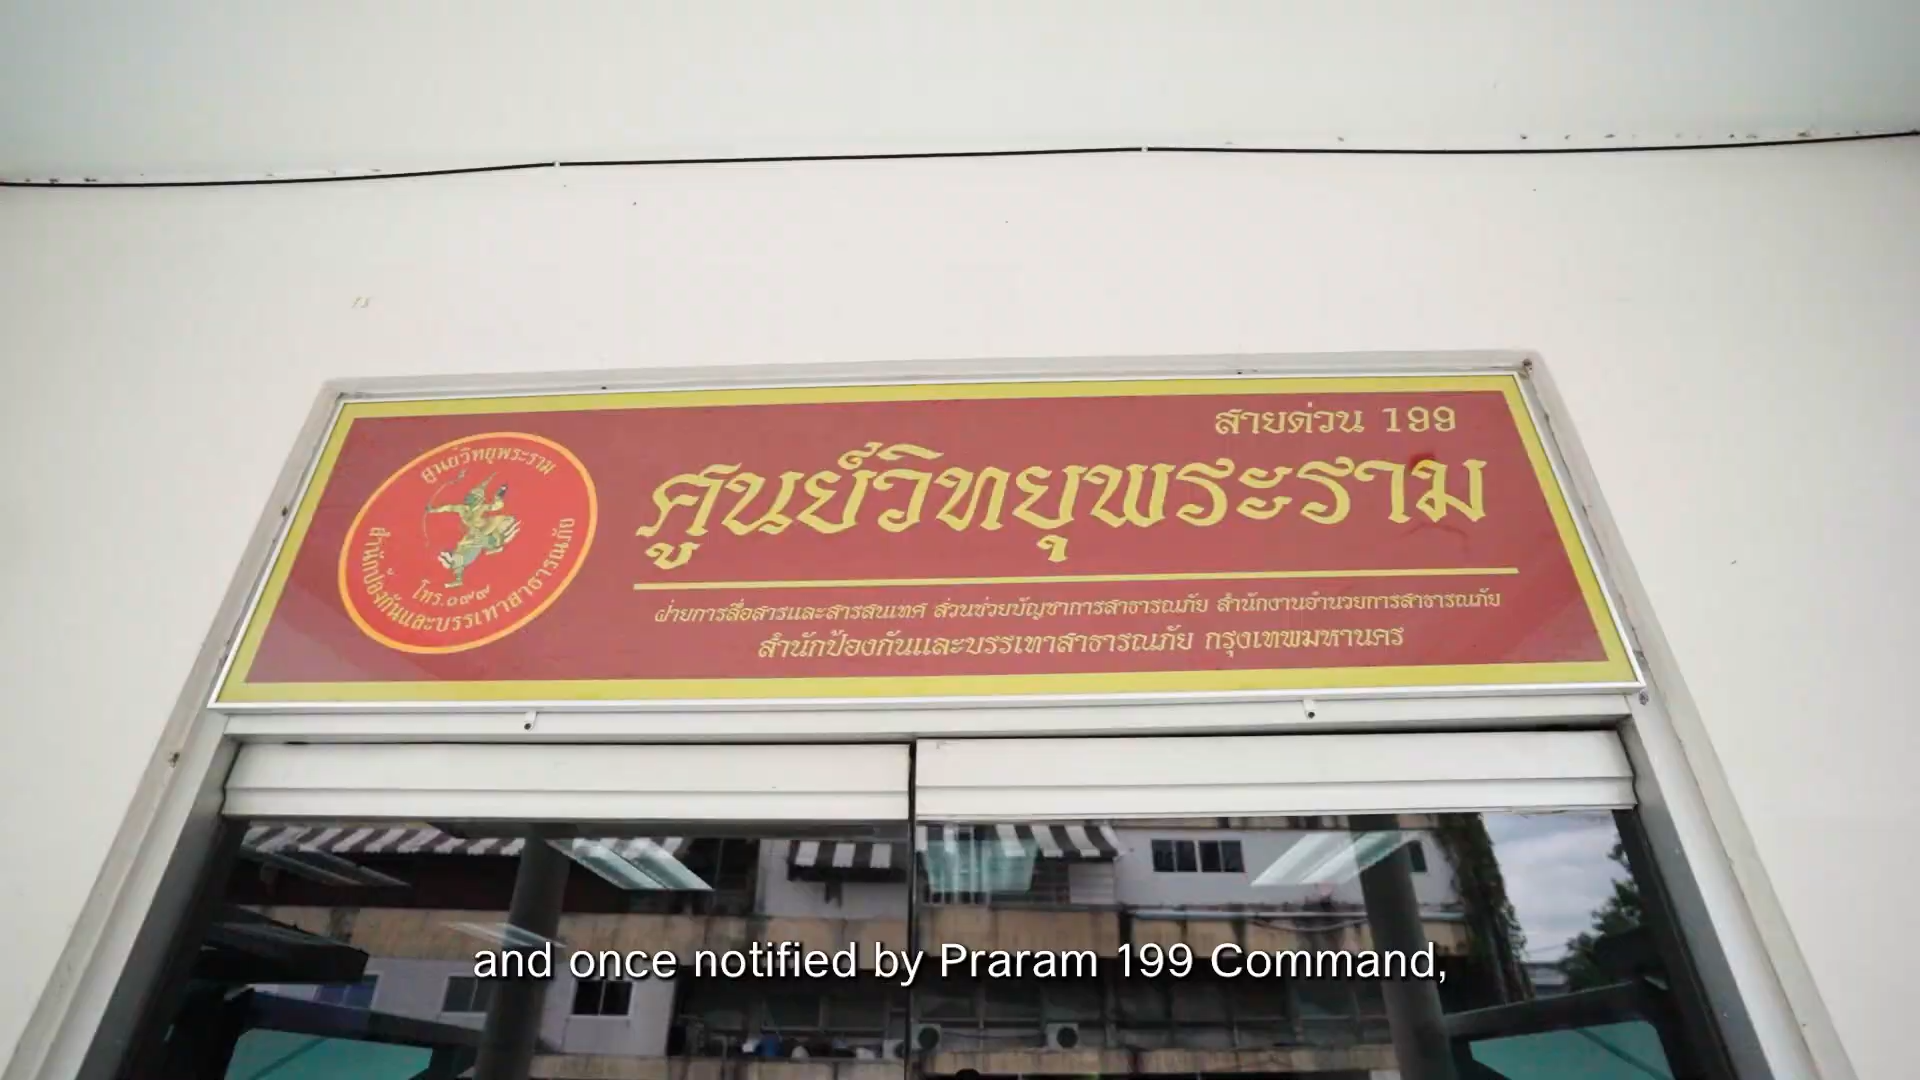 สายด่วน 199
ศูนย์วิทยุพระราม
ฝ่ายการสื่อสารและสารสนเทศ ส่วนช่วยบัญชาการสาธารณภัย สำนักงานอำนวยการสาธารณภัย
สำนักป้องกันและบรรเทาสาธารณภัย กรุงเทพมหานคร
ศูนย์วิทยุพระราม
โทร.๑๙๙
สำนักป้องกันและบรรเทาสาธารณภัย
and once notified by Praram 199 Command,